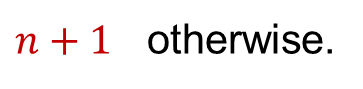 n + 1 otherwise.